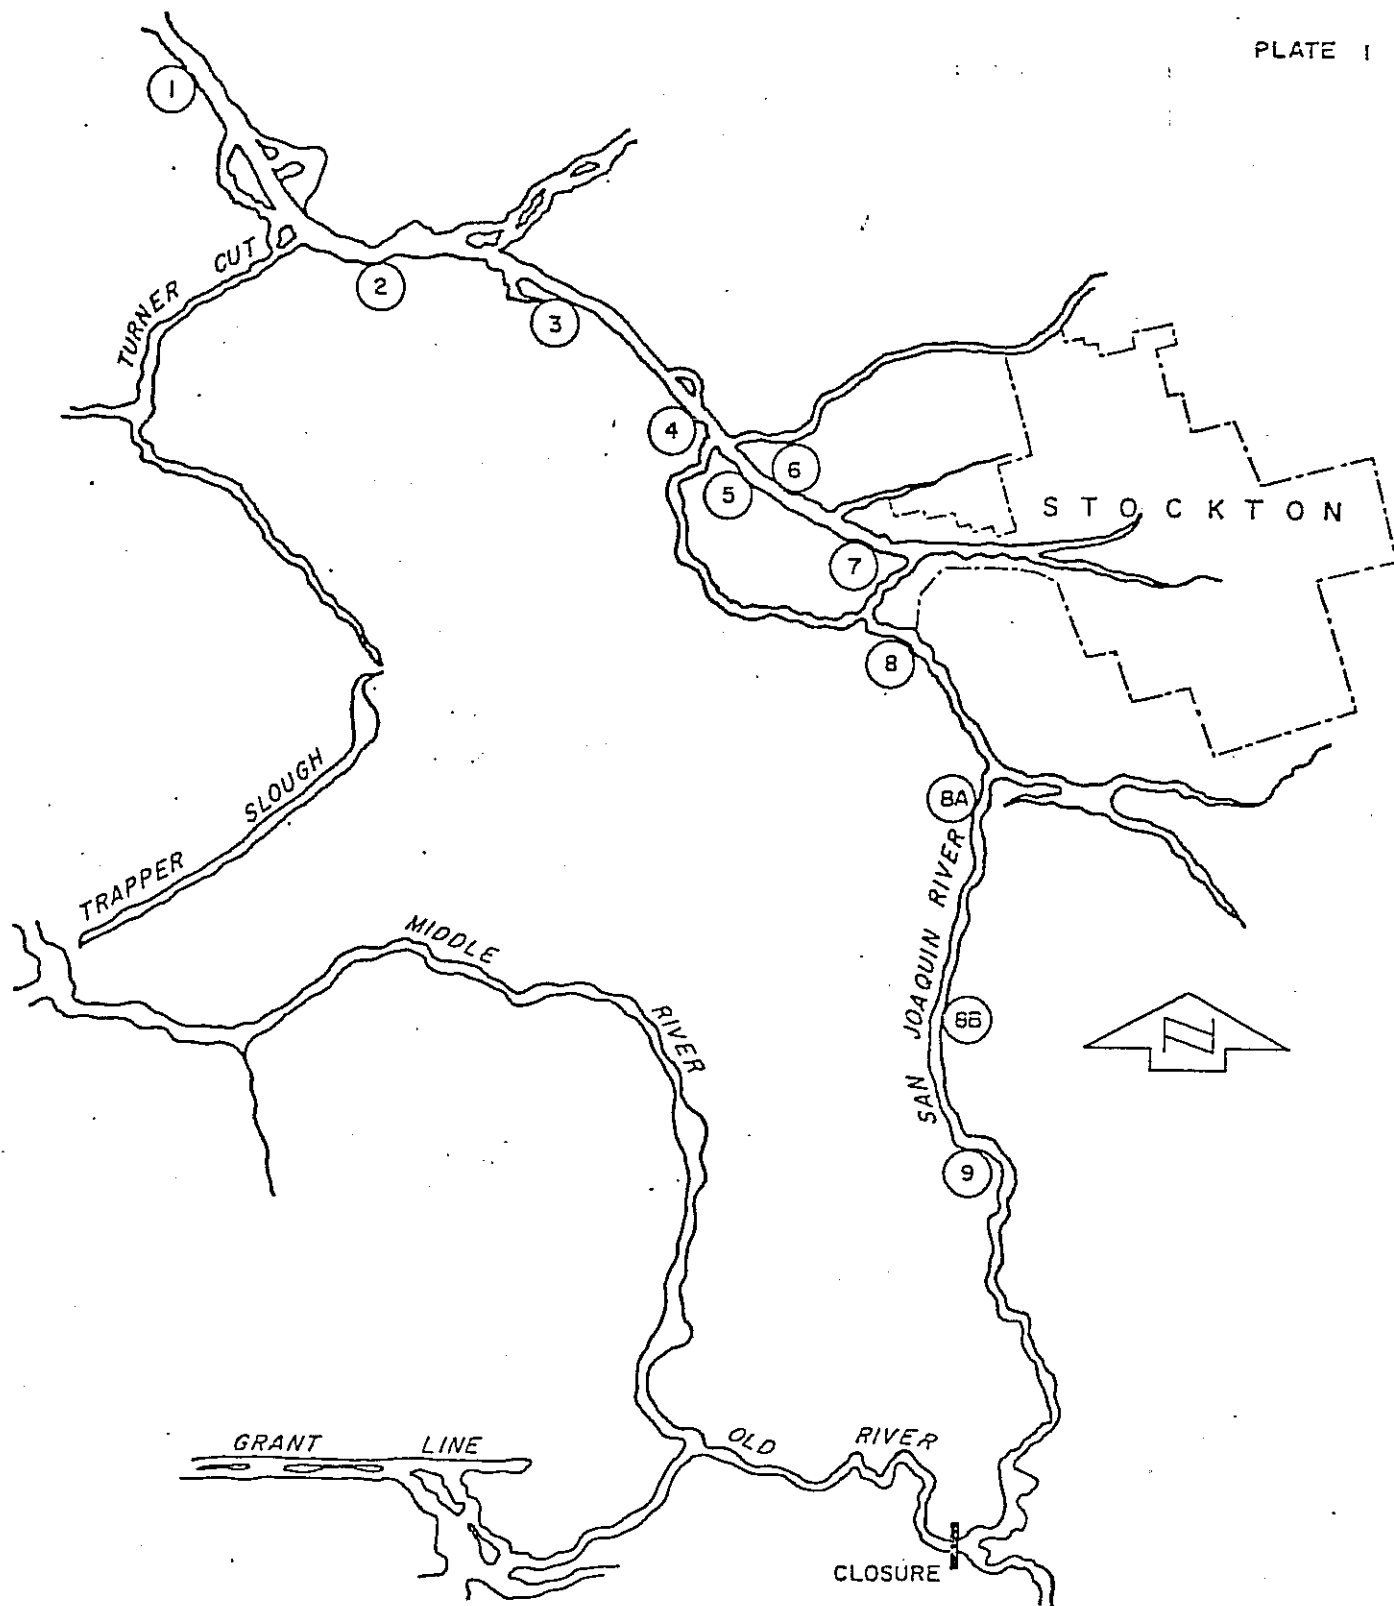 PLATE 1
1
TURNER CUT
2
3
4
5
6
STOCKTON
7
8
8A
TRAPPER SLOUGH
SAN JOAQUIN RIVER
MIDDLE RIVER
8B
N
9
GRANT LINE
OLD RIVER
CLOSURE